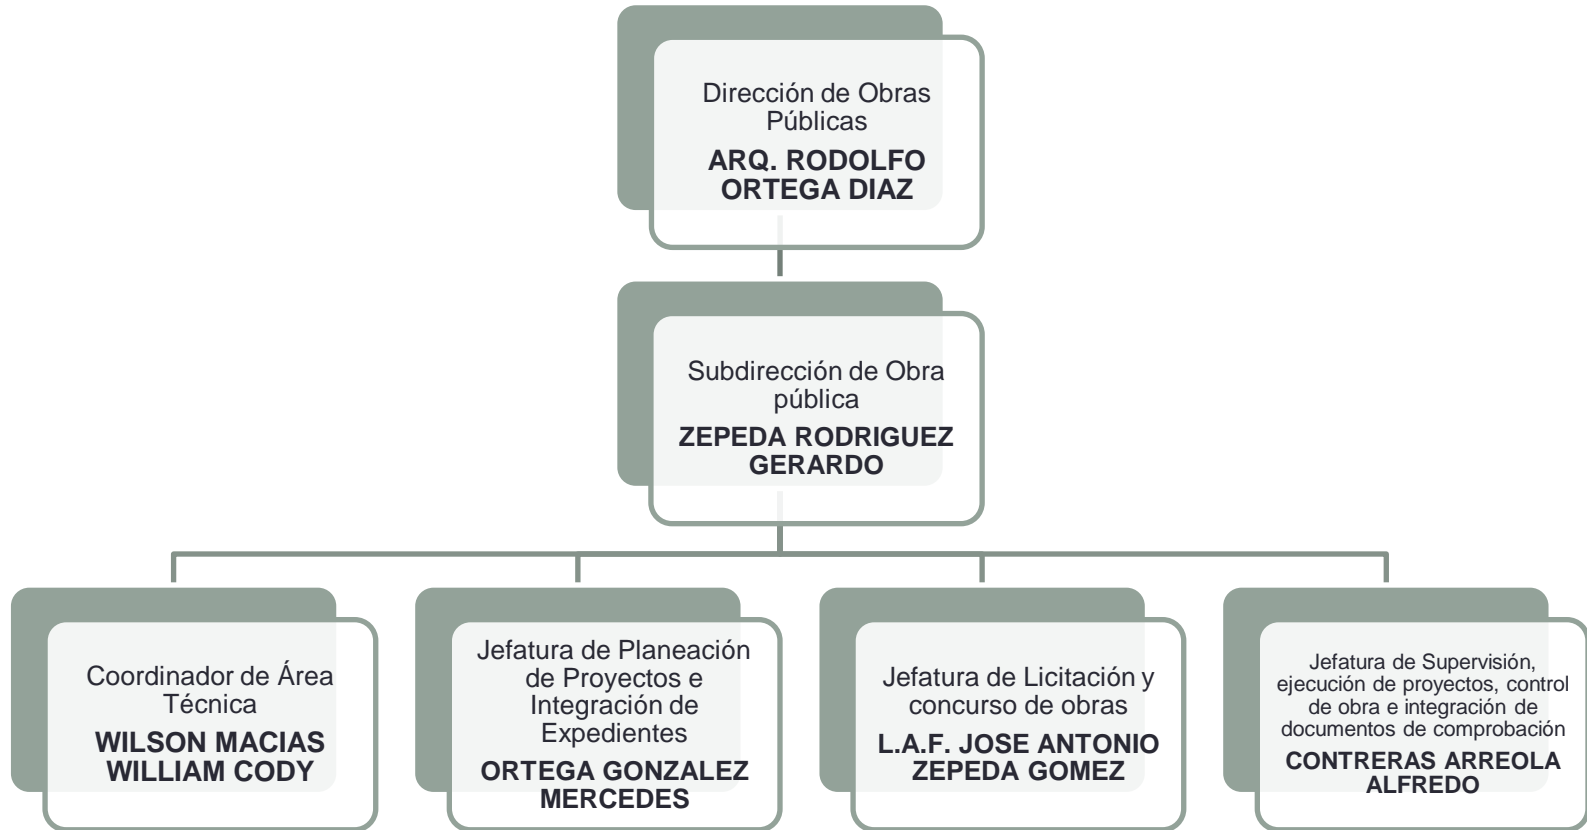 Dirección de Obras
Públicas
ARQ. RODOLFO
ORTEGA DIAZ
Subdirección de Obra
pública
ZEPEDA RODRIGUEZ
GERARDO
Coordinador de Área
Técnica
WILSON MACIAS
WILLIAM CODY
Jefatura de Planeación
de Proyectos e
Integración de
Expedientes
ORTEGA GONZALEZ
MERCEDES
Jefatura de Licitación y
concurso de obras
L.A.F. JOSE ANTONIO
ZEPEDA GOMEZ
Jefatura de Supervisión,
ejecución de proyectos, control
de obra e integración de
documentos de comprobación
CONTRERAS ARREOLA
ALFREDO